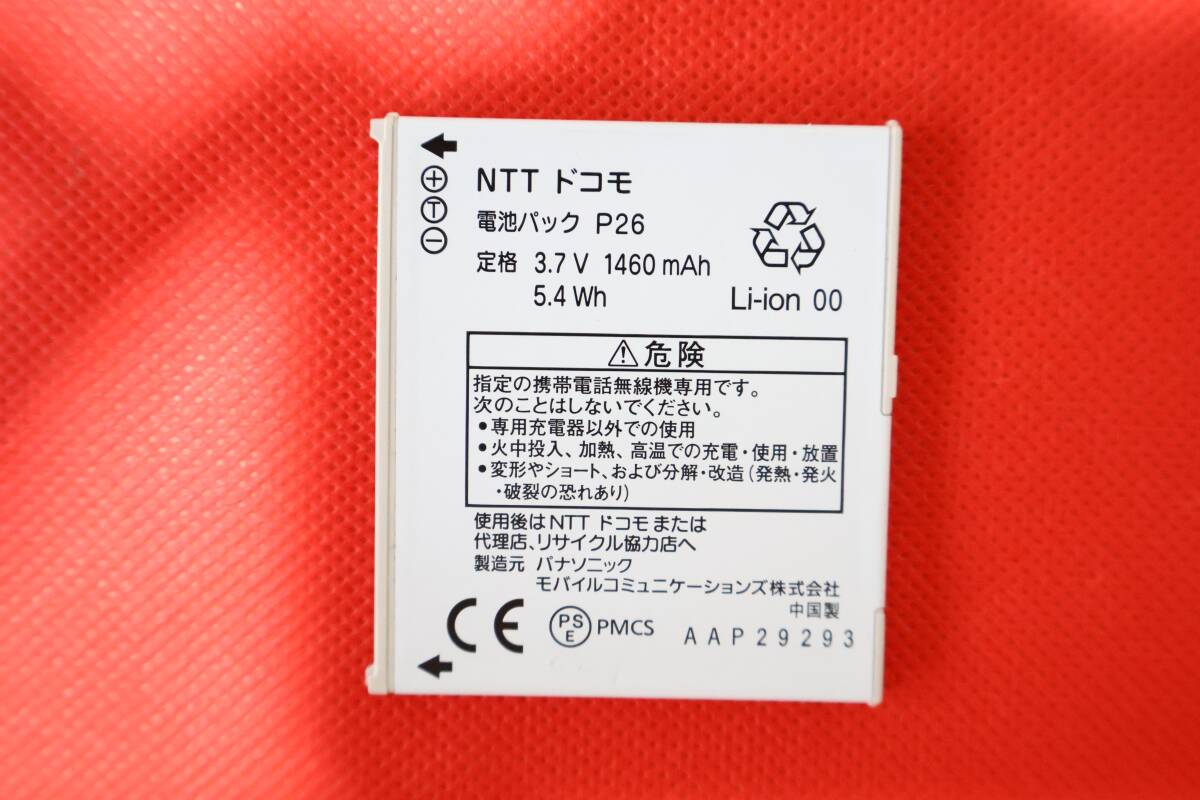 ⊕
Ⓣ
⊖
NTT ドコモ
電池パック P26
定格 3.7 V 1460 mAh
5.4 Wh
Li-ion 00
⚠危険
指定の携帯電話無線機専用です。
次のことはしないでください。
●専用充電器以外での使用
●火中投入、加熱、高温での充電・使用・放置
●変形やショート、および分解・改造(発熱・発火
・破裂の恐れあり)
使用後はNTT ドコモまたは
代理店、リサイクル協力店へ
製造元 パナソニック
モバイルコミュニケーションズ株式会社
中国製
CE PSE PMCS AAP29293